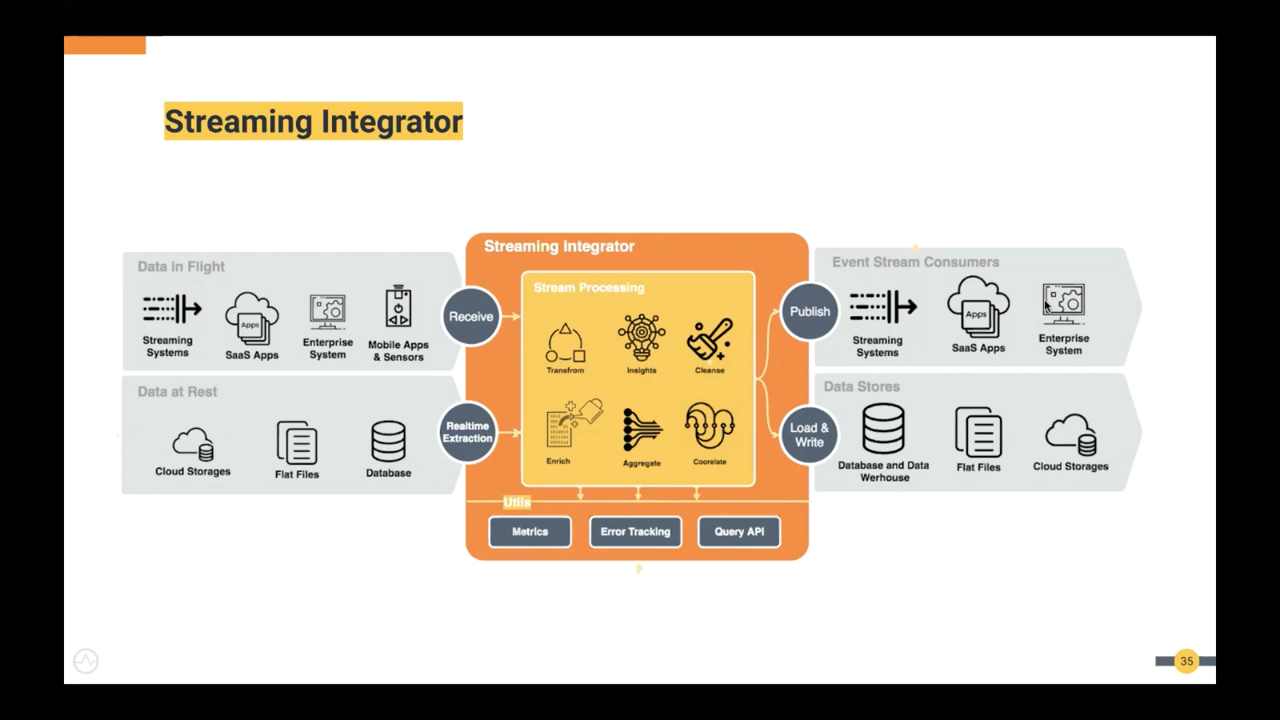 Streaming Integrator
Data in Flight
Streaming
Systems
Apps
SaaS Apps
Enterprise
System
Mobile Apps
& Sensors
Data at Rest
Cloud Storages
Flat Files
Database
Receive
Realtime
Extraction
Streaming Integrator
Stream Processing
Transfrom
Insights
Cleanse
Enrich
Aggregate
Coorelate
Utils
Metrics
Error Tracking
Query API
Publish
Load &
Write
Event Stream Consumers
Streaming
Systems
Apps
SaaS Apps
Enterprise
System
Data Stores
Database and Data
Werhouse
Flat Files
Cloud Storages
35